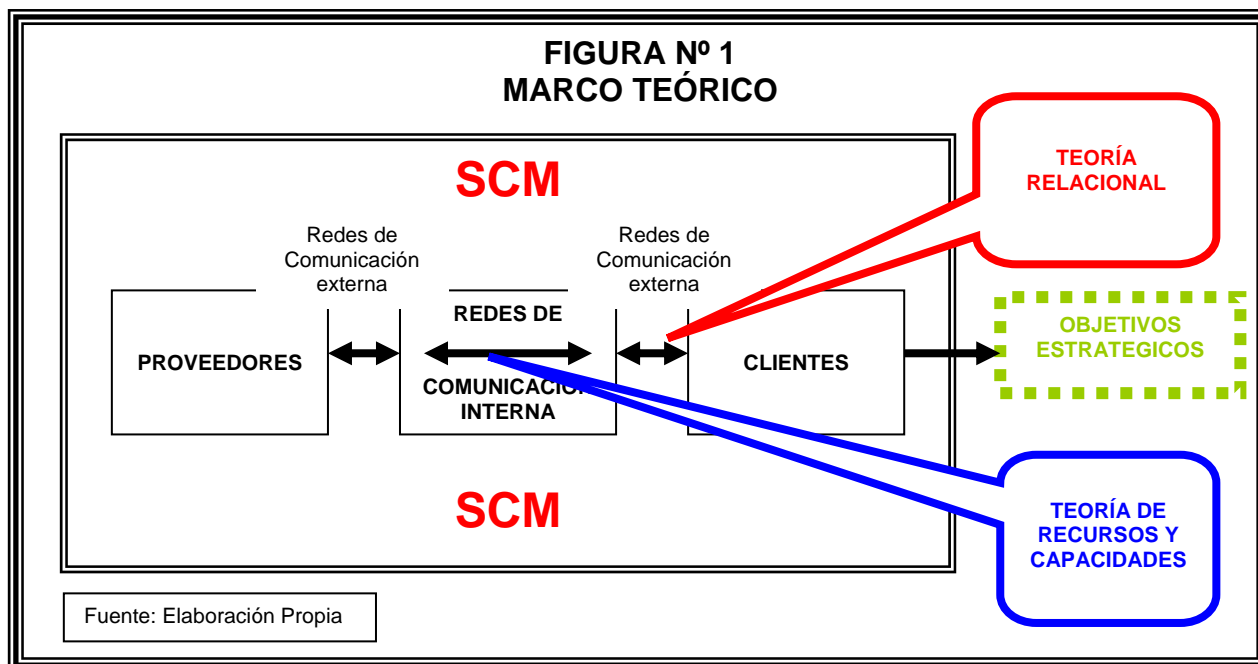 FIGURA Nº 1
MARCO TEÓRICO
SCM
TEORÍA
RELACIONAL
Redes de
Comunicación
externa
Redes de
Comunicación
externa
PROVEEDORES
REDES DE
COMUNICACIÓN
INTERNA
CLIENTES
OBJETIVOS
ESTRATEGICOS
SCM
TEORÍA DE
RECURSOS Y
CAPACIDADES
Fuente: Elaboración Propia